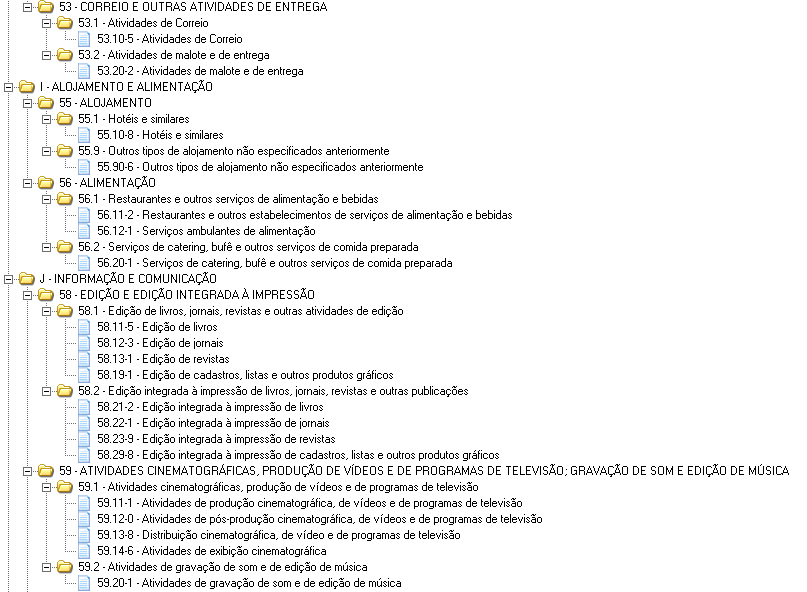 53 - CORREIO E OUTRAS ATIVIDADES DE ENTREGA
53.1 - Atividades de Correio
53.10-5 - Atividades de Correio
53.2 - Atividades de malote e de entrega
53.20-2 - Atividades de malote e de entrega
I - ALOJAMENTO E ALIMENTAÇÃO
55 - ALOJAMENTO
55.1 - Hotéis e similares
55.10-8 - Hotéis e similares
55.9 - Outros tipos de alojamento não especificados anteriormente
55.90-6 - Outros tipos de alojamento não especificados anteriormente
56 - ALIMENTAÇÃO
56.1 - Restaurantes e outros serviços de alimentação e bebidas
56.11-2 - Restaurantes e outros estabelecimentos de serviços de alimentação e bebidas
56.12-1 - Serviços ambulantes de alimentação
56.2 - Serviços de catering, bufê e outros serviços de comida preparada
56.20-1 - Serviços de catering, bufê e outros serviços de comida preparada
J - INFORMAÇÃO E COMUNICAÇÃO
58 - EDIÇÃO E EDIÇÃO INTEGRADA À IMPRESSÃO
58.1 - Edição de livros, jornais, revistas e outras atividades de edição
58.11-5 - Edição de livros
58.12-3 - Edição de jornais
58.13-1 - Edição de revistas
58.19-1 - Edição de cadastros, listas e outros produtos gráficos
58.2 - Edição integrada à impressão de livros, jornais, revistas e outras publicações
58.21-2 - Edição integrada à impressão de livros
58.22-1 - Edição integrada à impressão de jornais
58.23-9 - Edição integrada à impressão de revistas
58.29-8 - Edição integrada à impressão de cadastros, listas e outros produtos gráficos
59 - ATIVIDADES CINEMATOGRÁFICAS, PRODUÇÃO DE VÍDEOS E DE PROGRAMAS DE TELEVISÃO; GRAVAÇÃO DE SOM E EDIÇÃO DE MÚSICA
59.1 - Atividades cinematográficas, produção de vídeos e de programas de televisão
59.11-1 - Atividades de produção cinematográfica, de vídeos e de programas de televisão
59.12-0 - Atividades de pós-produção cinematográfica, de vídeos e de programas de televisão
59.13-8 - Distribuição cinematográfica, de vídeo e de programas de televisão
59.14-6 - Atividades de exibição cinematográfica
59.2 - Atividades de gravação de som e de edição de música
59.20-1 - Atividades de gravação de som e de edição de música